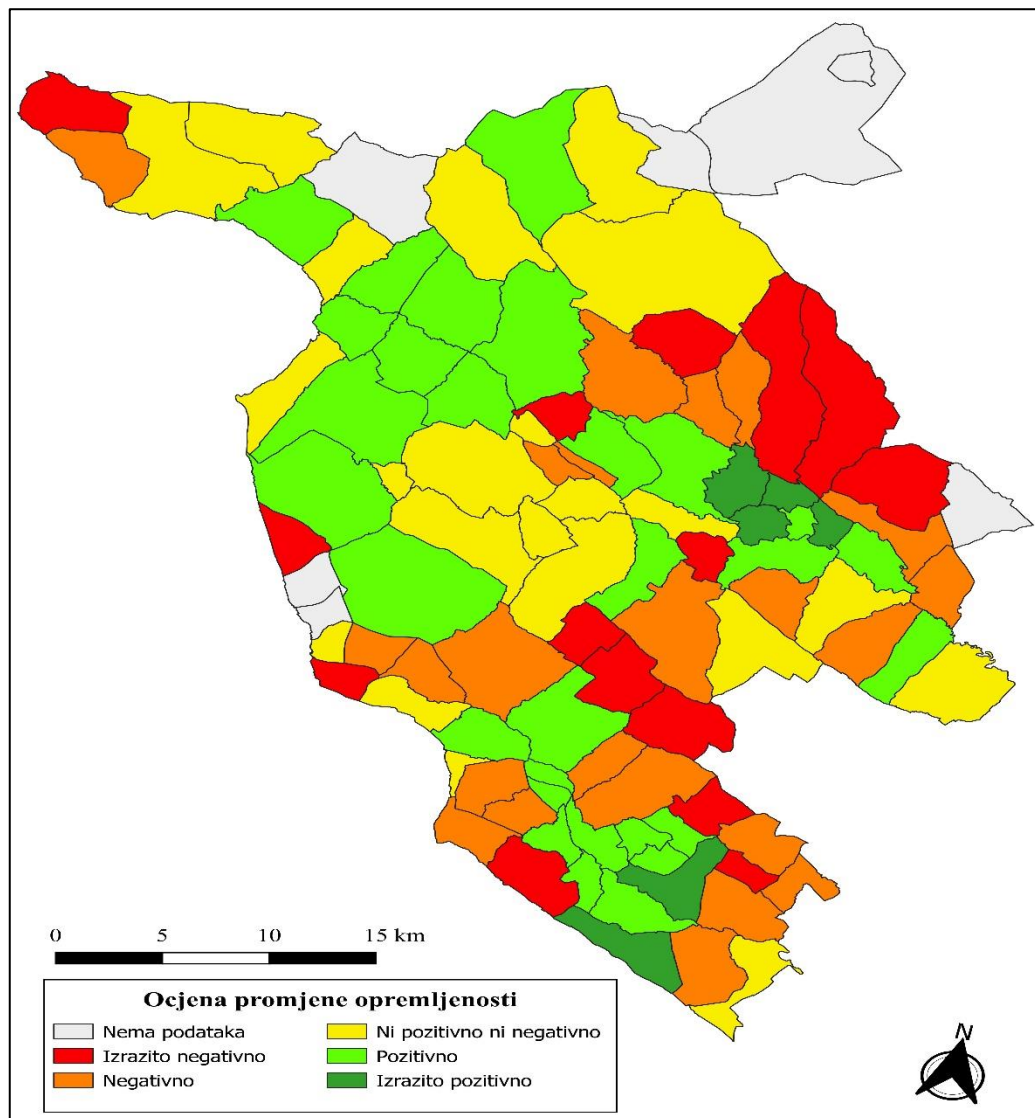 0 5 10 15 km
Ocjena promjene opremljenosti
Nema podataka
Izrazito negativno
Negativno
Ni pozitivno ni negativno
Pozitivno
Izrazito pozitivno
N